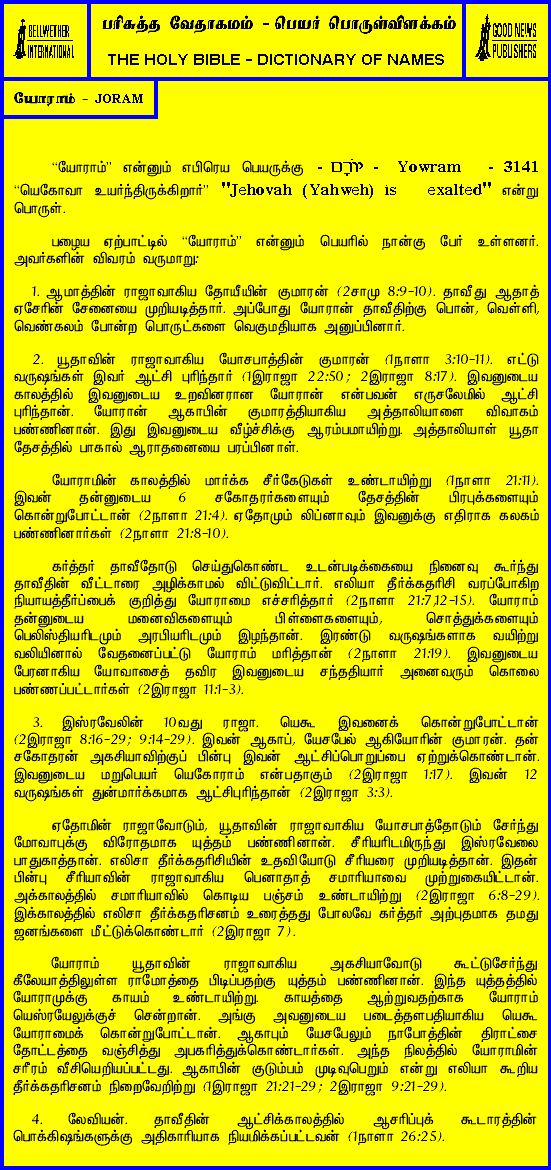 பரிசுத்த வேதாகமம் - பெயர் பொருள்விளக்கம்
THE HOLY BIBLE - DICTIONARY OF NAMES
BELLWETHER
INTERNATIONAL
GOOD NEWS
PUBLISHERS
யோராம் - JORAM
“யோராம்” என்னும் எபிரெய பெயருக்கு - יֹורָם - Yowram - 3141
“யெகோவா உயர்ந்திருக்கிறார்” "Jehovah (Yahweh) is exalted" என்று
பொருள்.
பழைய ஏற்பாட்டில் “யோராம்” என்னும் பெயரில் நான்கு பேர் உள்ளனர்.
அவர்களின் விவரம் வருமாறு:
1. ஆமாத்தின் ராஜாவாகிய தோயீயின் குமாரன் (2சாமு 8:9-10). தாவீது ஆதாத்
ஏசேரின் சேனையை முறியடித்தார். அப்போது யோரான் தாவீதிற்கு பொன், வெள்ளி,
வெண்கலம் போன்ற பொருட்களை வெகுமதியாக அனுப்பினார்.
2. யூதாவின் ராஜாவாகிய யோசபாத்தின் குமாரன் (1நாளா 3:10-11). எட்டு
வருஷங்கள் இவர் ஆட்சி புரிந்தார் (1இராஜா 22:50; 2இராஜா 8:17). இவனுடைய
காலத்தில் இவனுடைய உறவினரான யோரான் என்பவன் எருசலேமில் ஆட்சி
புரிந்தான். யோரான் ஆகாபின் குமாரத்தியாகிய அத்தாலியாளை விவாகம்
பண்ணினான். இது இவனுடைய வீழ்ச்சிக்கு ஆரம்பமாயிற்று. அத்தாலியாள் யூதா
தேசத்தில் பாகால் ஆராதனையை பரப்பினாள்.
யோராமின் காலத்தில் மார்க்க சீர்கேடுகள் உண்டாயிற்று (1நாளா 21:11).
இவன் தன்னுடைய 6 சகோதரர்களையும் தேசத்தின் பிரபுக்களையும்
கொன்றுபோட்டான் (2நாளா 21:4). ஏதோமும் லிப்னாவும் இவனுக்கு எதிராக கலகம்
பண்ணினார்கள் (2நாளா 21:8-10).
கர்த்தர் தாவீதோடு செய்துகொண்ட உடன்படிக்கையை நினைவு கூர்ந்து
தாவீதின் வீட்டாரை அழிக்காமல் விட்டுவிட்டார். எலியா தீர்க்கதரிசி வரப்போகிற
நியாயத்தீர்ப்பைக் குறித்து யோராமை எச்சரித்தார் (2நாளா 21:7,12-15). யோராம்
தன்னுடைய மனைவிகளையும் பிள்ளைகளையும், சொத்துக்களையும்
பெலிஸ்தியரிடமும் அரபியரிடமும் இழந்தான். இரண்டு வருஷங்களாக வயிற்று
வலியினால் வேதனைப்பட்டு யோராம் மரித்தான் (2நாளா 21:19). இவனுடைய
பேரனாகிய யோவாசைத் தவிர இவனுடைய சந்ததியார் அனைவரும் கொலை
பண்ணப்பட்டார்கள் (2இராஜா 11:1-3).
3. இஸ்ரவேலின் 10வது ராஜா. யெகூ இவனைக் கொன்றுபோட்டான்
(2இராஜா 8:16-29; 9:14-29). இவன் ஆகாப், யேசபேல் ஆகியோரின் குமாரன். தன்
சகோதரன் அகசியாவிற்குப் பின்பு இவன் ஆட்சிப்பொறுப்பை ஏற்றுக்கொண்டான்.
இவனுடைய மறுபெயர் யெகோராம் என்பதாகும் (2இராஜா 1:17). இவன் 12
வருஷங்கள் துன்மார்க்கமாக ஆட்சிபுரிந்தான் (2இராஜா 3:3).
ஏதோமின் ராஜாவோடும், யூதாவின் ராஜாவாகிய யோசபாத்தோடும் சேர்ந்து
மோவாபுக்கு விரோதமாக யுத்தம் பண்ணினான். சீரியரிடமிருந்து இஸ்ரவேலை
பாதுகாத்தான். எலிசா தீர்க்கதரிசியின் உதவியோடு சீரியரை முறியடித்தான். இதன்
பின்பு சீரியாவின் ராஜாவாகிய பெனாதாத் சமாரியாவை முற்றுகையிட்டான்.
அக்காலத்தில் சமாரியாவில் கொடிய பஞ்சம் உண்டாயிற்று (2இராஜா 6:8-29).
இக்காலத்தில் எலிசா தீர்க்கதரிசனம் உரைத்தது போலவே கர்த்தர் அற்புதமாக தமது
ஜனங்களை மீட்டுக்கொண்டார் (2இராஜா 7).
யோராம் யூதாவின் ராஜாவாகிய அகசியாவோடு கூட்டுசேர்ந்து
கீலேயாத்திலுள்ள ராமோத்தை பிடிப்பதற்கு யுத்தம் பண்ணினான். இந்த யுத்தத்தில்
யோராமுக்கு காயம் உண்டாயிற்று. காயத்தை ஆற்றுவதற்காக யோராம்
யெஸ்ரயேலுக்குச் சென்றான். அங்கு அவனுடைய படைத்தளபதியாகிய யெகூ
யோராமைக் கொன்றுபோட்டான். ஆகாபும் யேசபேலும் நாபோத்தின் திராட்சை
தோட்டத்தை வஞ்சித்து அபகரித்துக்கொண்டார்கள். அந்த நிலத்தில் யோராமின்
சரீரம் வீசியெறியப்பட்டது. ஆகாபின் குடும்பம் முடிவுபெறும் என்று எலியா கூறிய
தீர்க்கதரிசனம் நிறைவேறிற்று (1இராஜா 21:21-29; 2இராஜா 9:21-29).
4. லேவியன். தாவீதின் ஆட்சிக்காலத்தில் ஆசரிப்புக் கூடாரத்தின்
பொக்கிஷங்களுக்கு அதிகாரியாக நியமிக்கப்பட்டவன் (1நாளா 26:25).